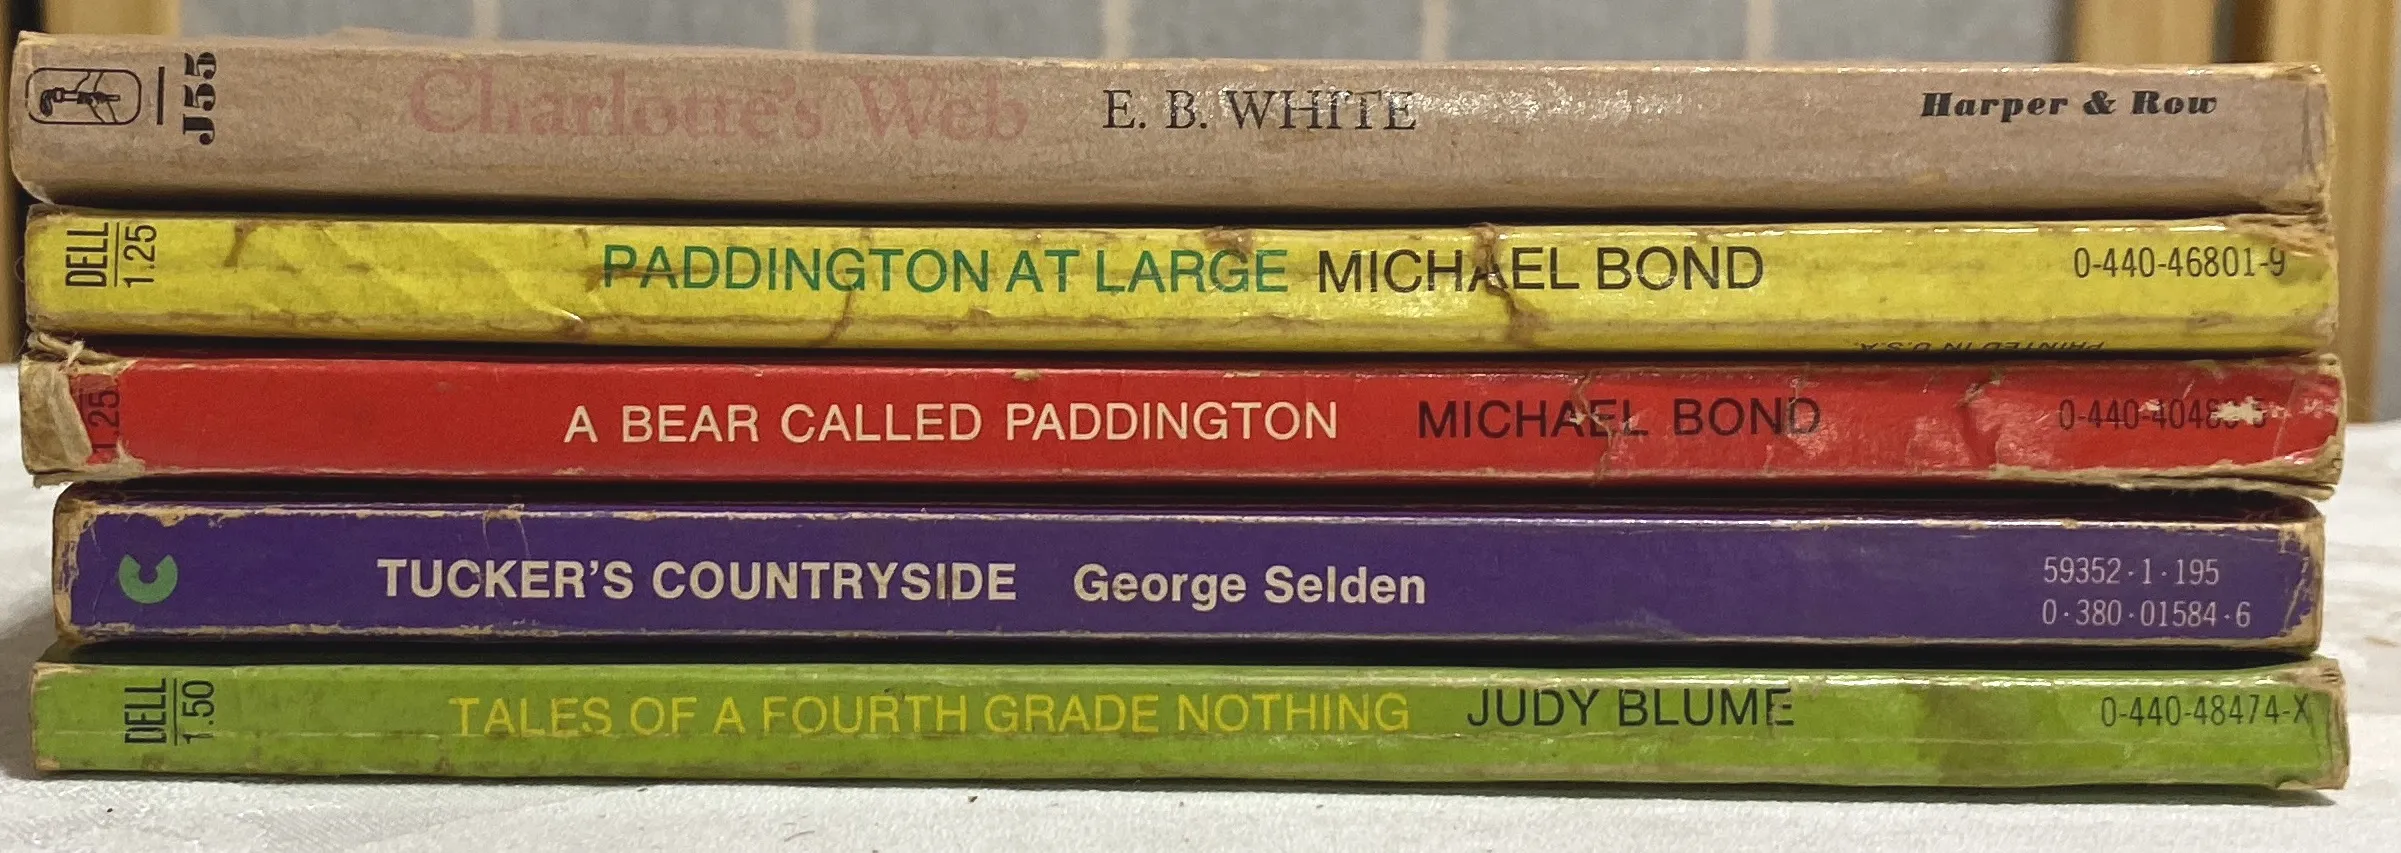 J55 Charlotte's Web E. B. WHITE Harper & Row
DELL 1.25 PADDINGTON AT LARGE MICHAEL BOND 0-440-46801-9
PRINTED IN U.S.A.
1.25 A BEAR CALLED PADDINGTON MICHAEL BOND
TUCKER'S COUNTRYSIDE George Selden 59352·1·195
0·380·01584·6
DELL 1.50 TALES OF A FOURTH GRADE NOTHING JUDY BLUME 0-440-48474-X